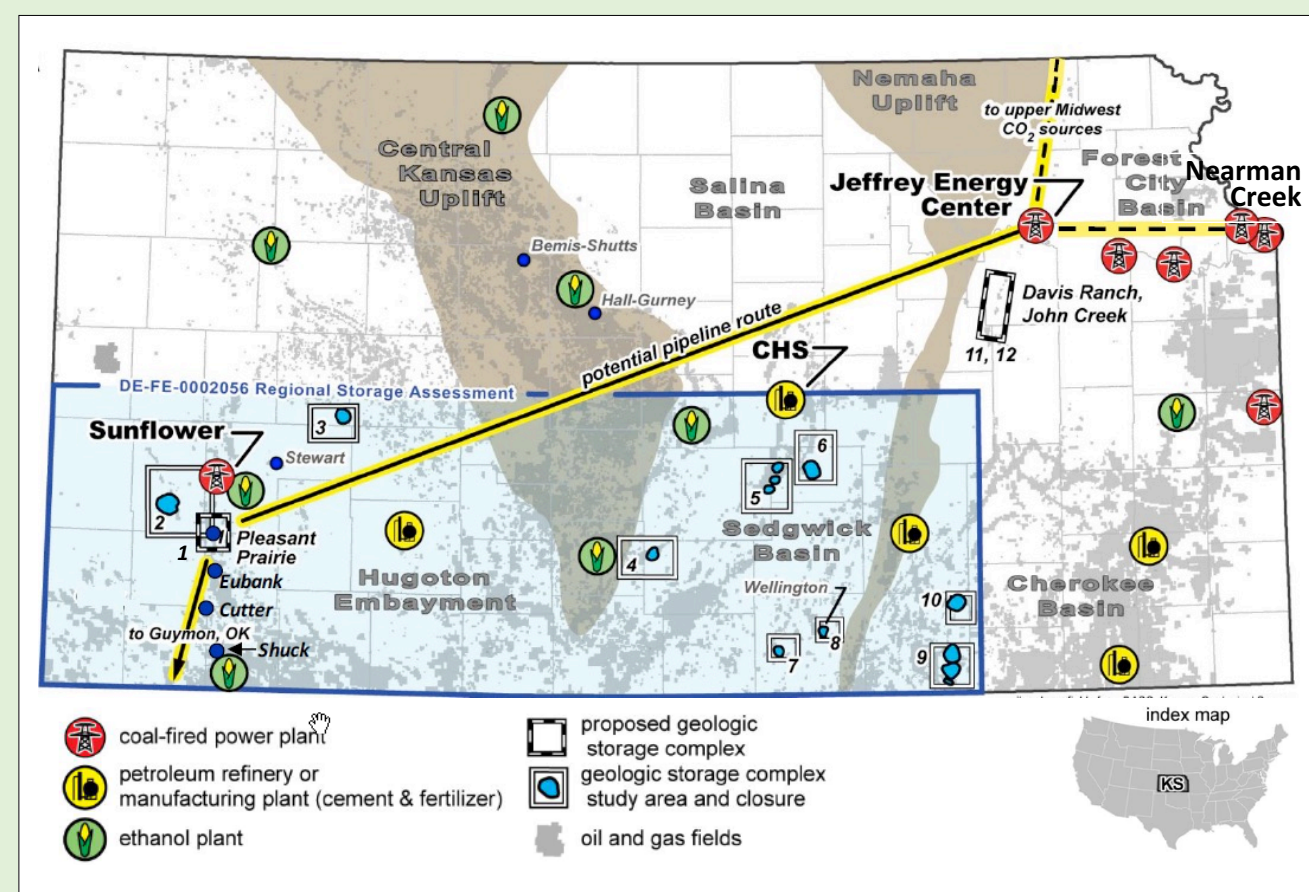 Nemaha
Uplift
to upper Midwest
CO2 sources
Central
Kansas
Uplift
Salina
Basin
Forest
City
Basin
Nearman
Creek
Jeffrey Energy
Center
Bemis-Shutts
Hall-Gurney
Davis Ranch,
John Creek
11, 12
potential pipeline route
CHS
DE-FE-0002056 Regional Storage Assessment
Sunflower
3
Stewart
6
5
2
1
Pleasant
Prairie
Sedgwick
Basin
4
Eubank
Hugoton
Embayment
Cherokee
Basin
Wellington
Cutter
10
to Guymon, OK
Shuck
8
7
9
coal-fired power plant
petroleum refinery or
manufacturing plant (cement & fertilizer)
ethanol plant
proposed geologic
storage complex
geologic storage complex
study area and closure
oil and gas fields
index map
KS